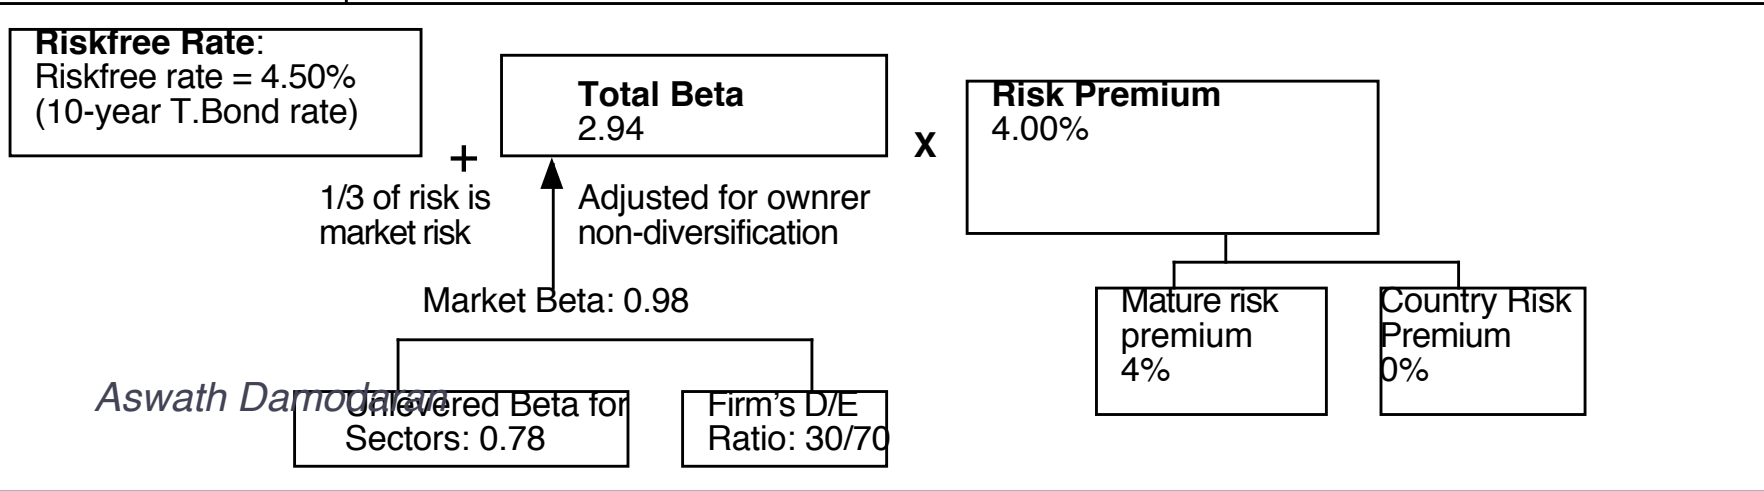 Riskfree Rate:
Riskfree rate = 4.50%
(10-year T.Bond rate)
+
Total Beta
2.94
X
Risk Premium
4.00%
1/3 of risk is
market risk
Adjusted for ownrer
non-diversification
Market Beta: 0.98
Mature risk
premium
4%
Country Risk
Premium
0%
Aswath Damodaran
Unlevered Beta for
Sectors: 0.78
Firm's D/E
Ratio: 30/70